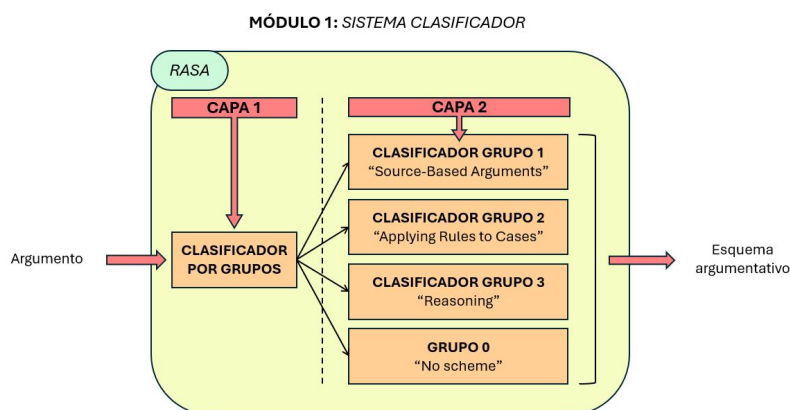 MÓDULO 1: SISTEMA CLASIFICADOR
RASA
CAPA 1
CAPA 2
Argumento
CLASIFICADOR
POR GRUPOS
CLASIFICADOR GRUPO 1
“Source-Based Arguments”
CLASIFICADOR GRUPO 2
“Applying Rules to Cases”
CLASIFICADOR GRUPO 3
“Reasoning”
GRUPO 0
“No scheme”
Esquema
argumentativo